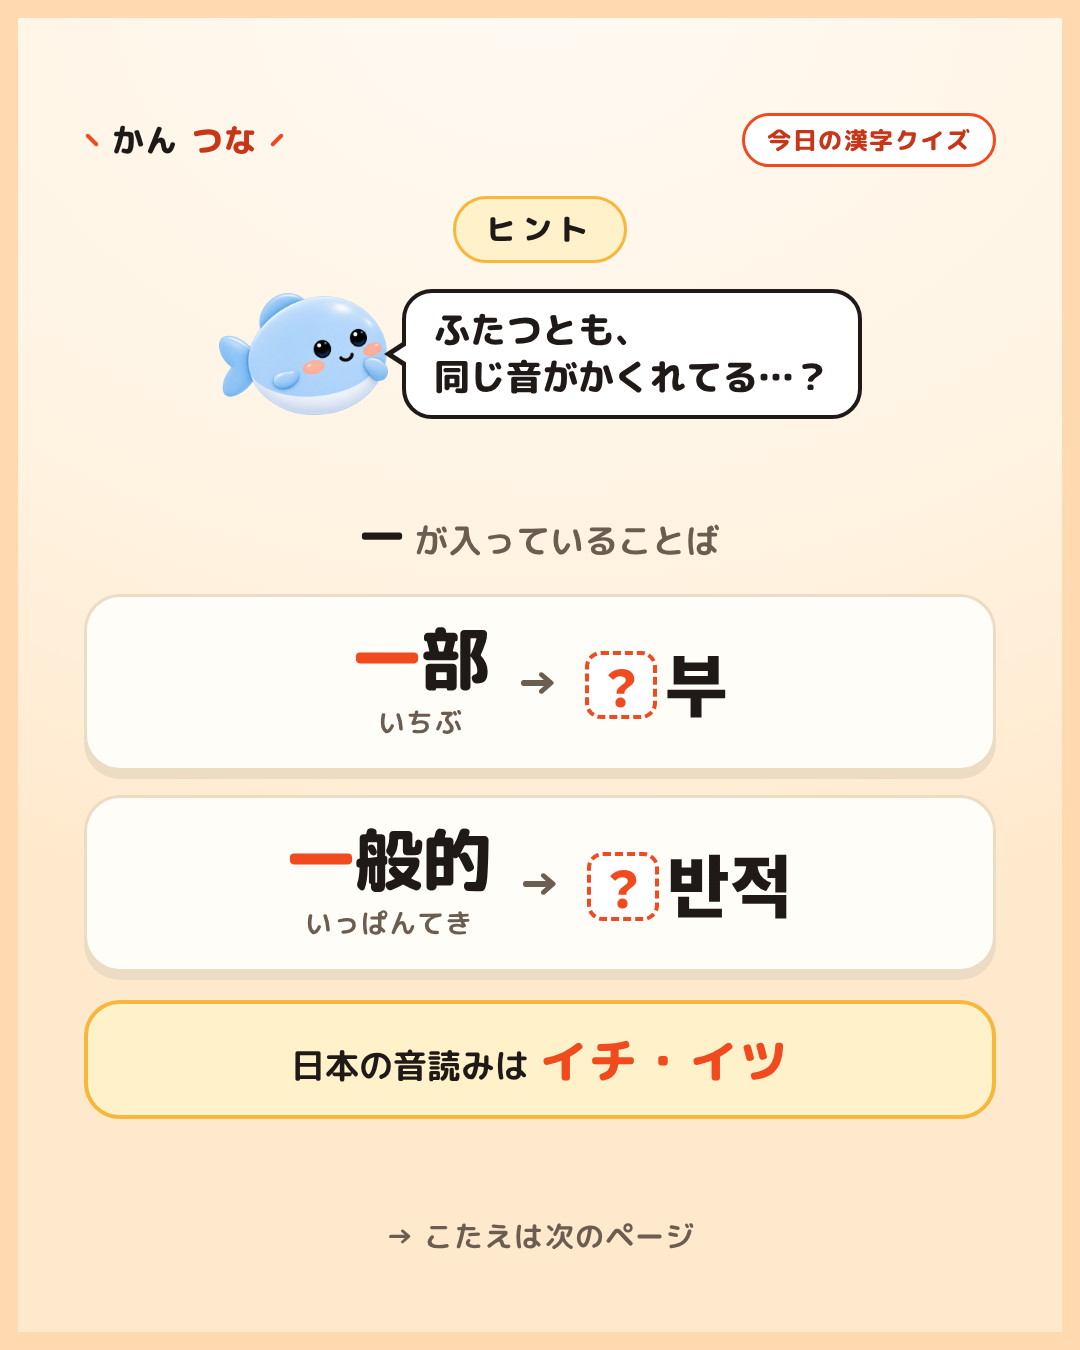 かん つな
今日の漢字クイズ
ヒント
ふたつとも、
同じ音がかくれてる…？
一 が入っていることば
一部 → ? 부
いちぶ
一般的 → ? 반적
いっぱんてき
日本の音読みは イチ・イツ
→ こたえは次のページ